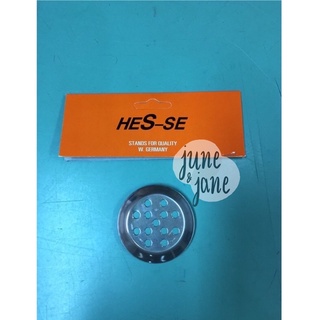 HES-SE
STANDS FOR QUALITY
W. GERMANY
june
&
jane